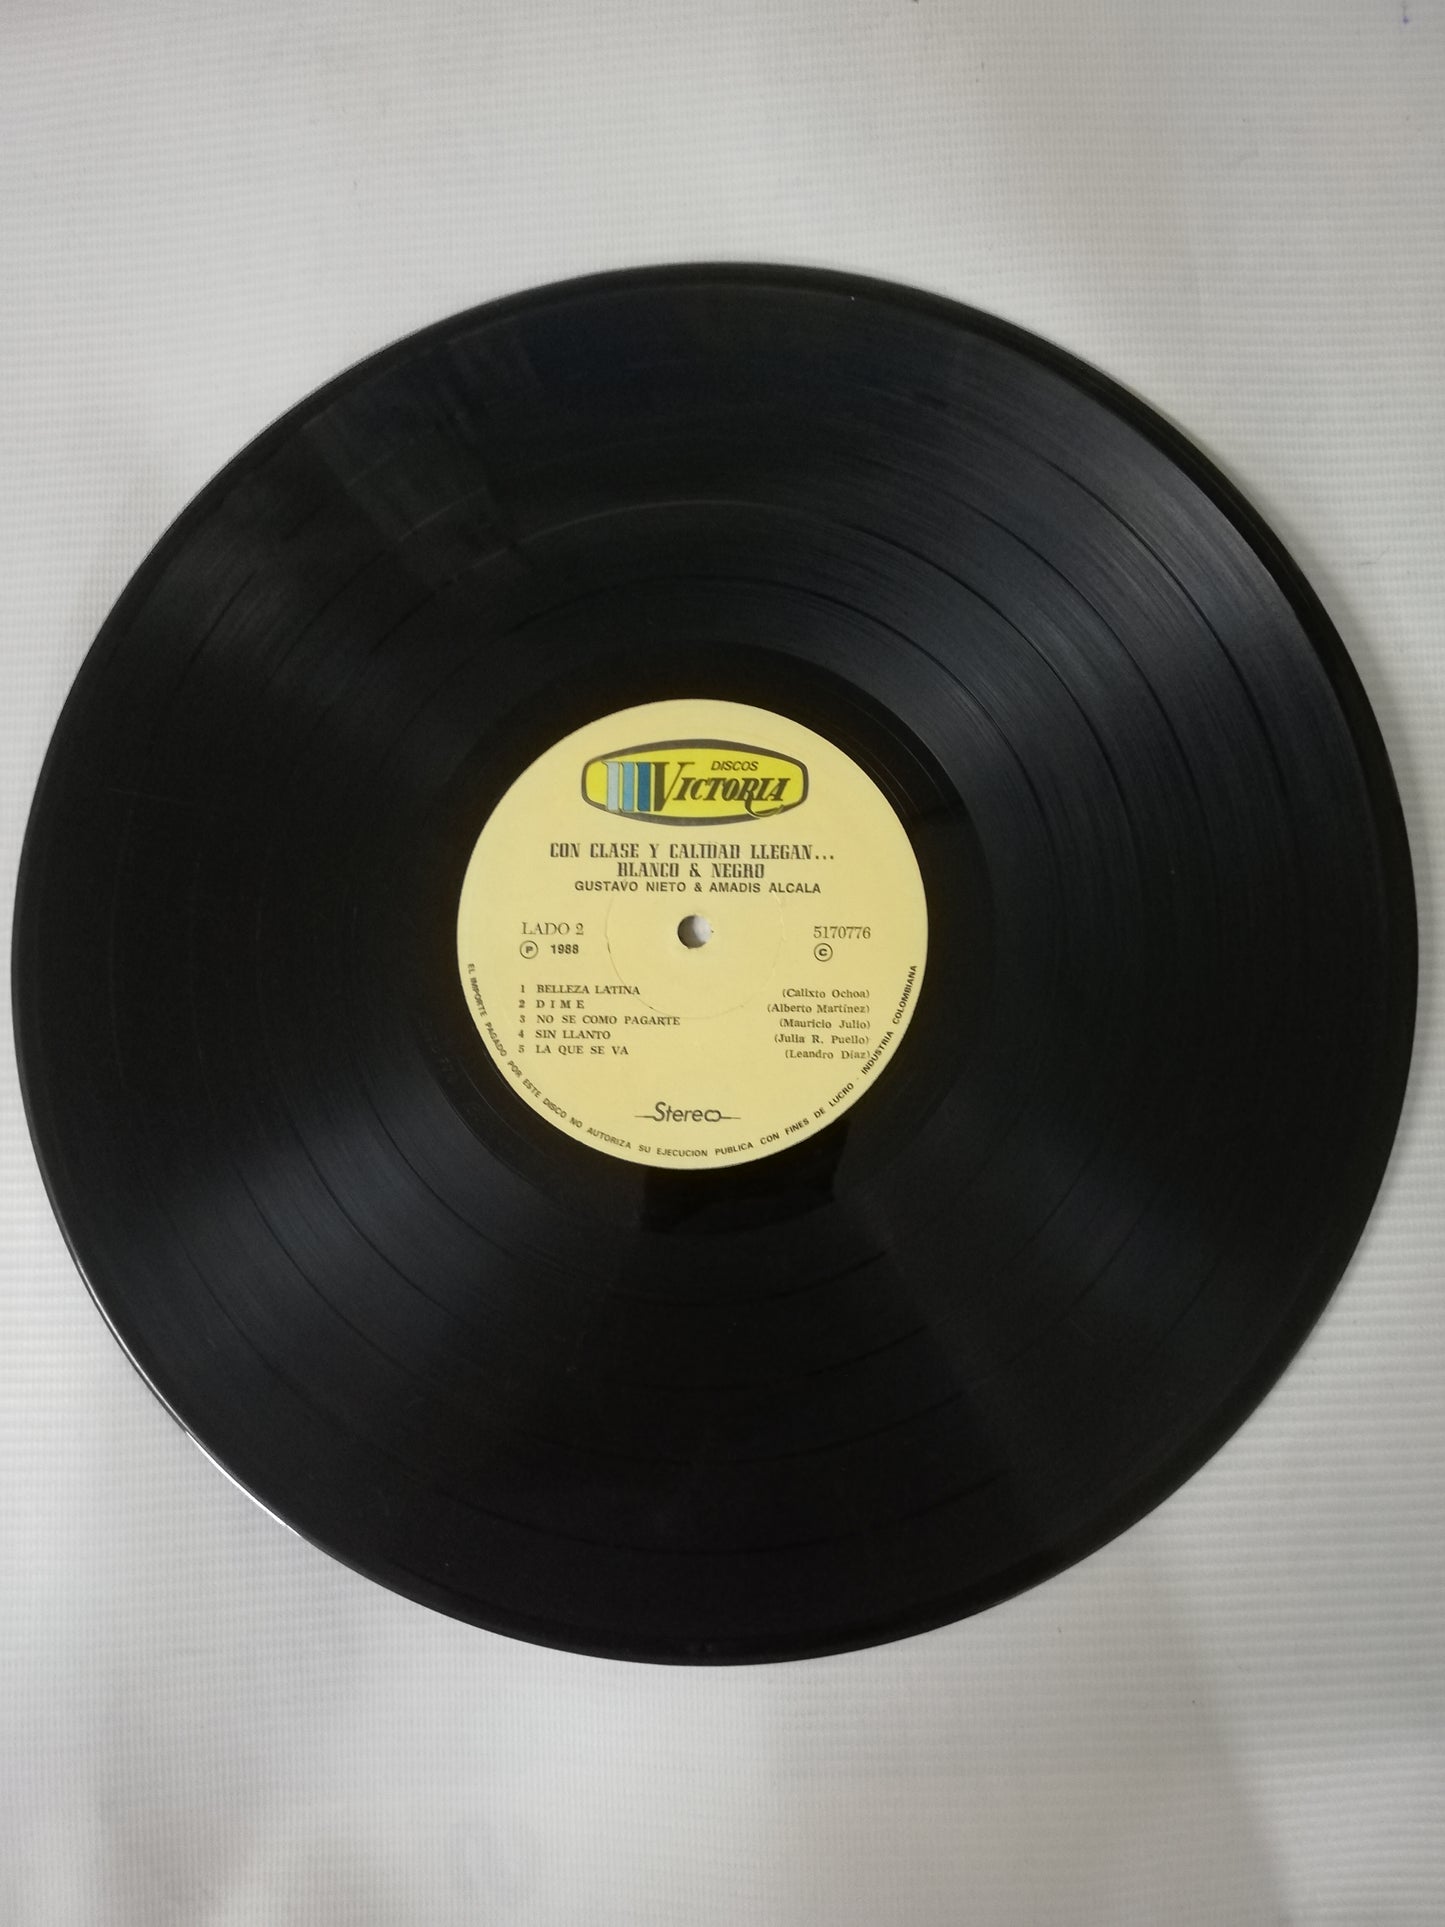 DISCOS
VICTORIA
CON CLASE Y CALIDAD LLEGAN...
BLANCO & NEGRO
GUSTAVO NIETO & AMADIS ALCALA
LADO 2
5170776
Ⓟ 1988
©
1 BELLEZA LATINA (Calixto Ochoa)
2 D I M E (Alberto Martínez)
3 NO SE COMO PAGARTE (Mauricio Julio)
4 SIN LLANTO (Julia R. Puello)
5 LA QUE SE VA (Leandro Díaz)
Stereo
EL IMPORTE PAGADO POR ESTE DISCO NO AUTORIZA SU EJECUCION PUBLICA CON FINES DE LUCRO - INDUSTRIA COLOMBIANA